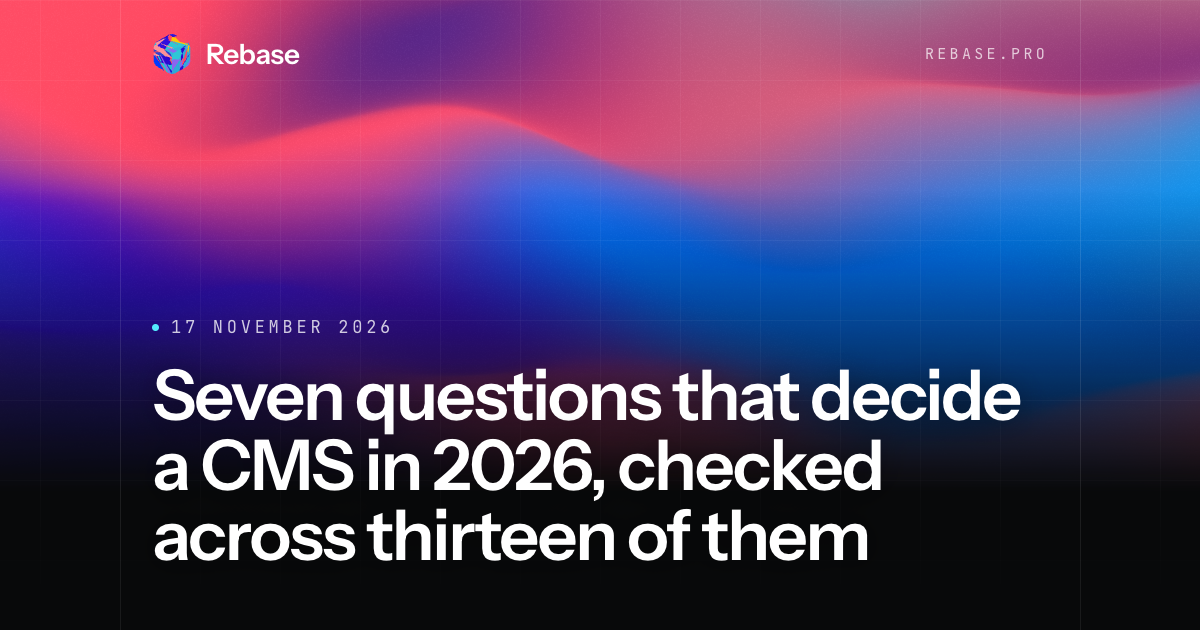 Rebase
REBASE.PRO
17 NOVEMBER 2026
Seven questions that decide
a CMS in 2026, checked
across thirteen of them